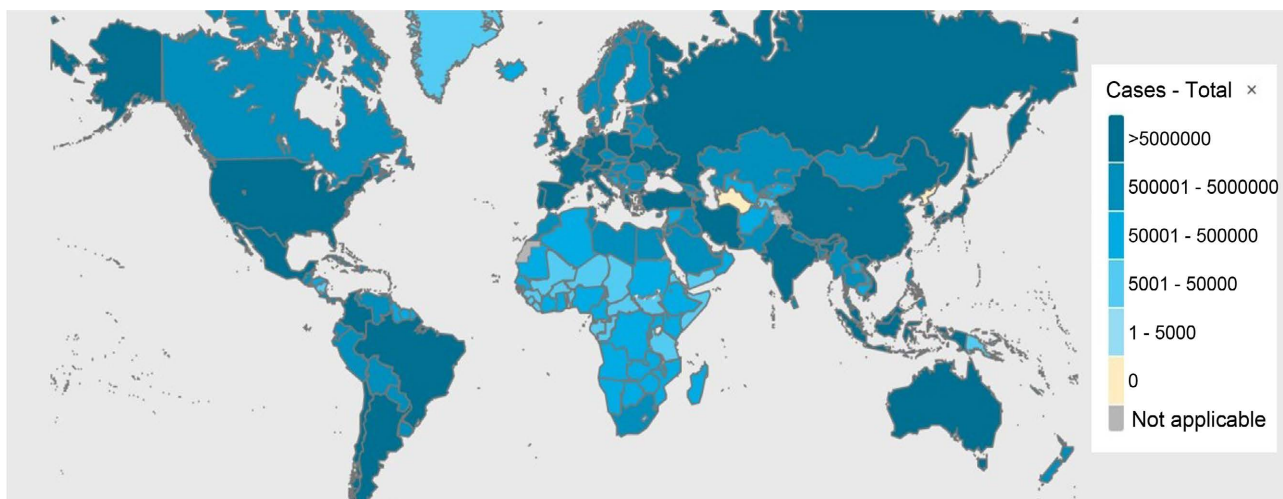 Cases - Total ×
>5000000
500001 - 5000000
50001 - 500000
5001 - 50000
1 - 5000
0
Not applicable